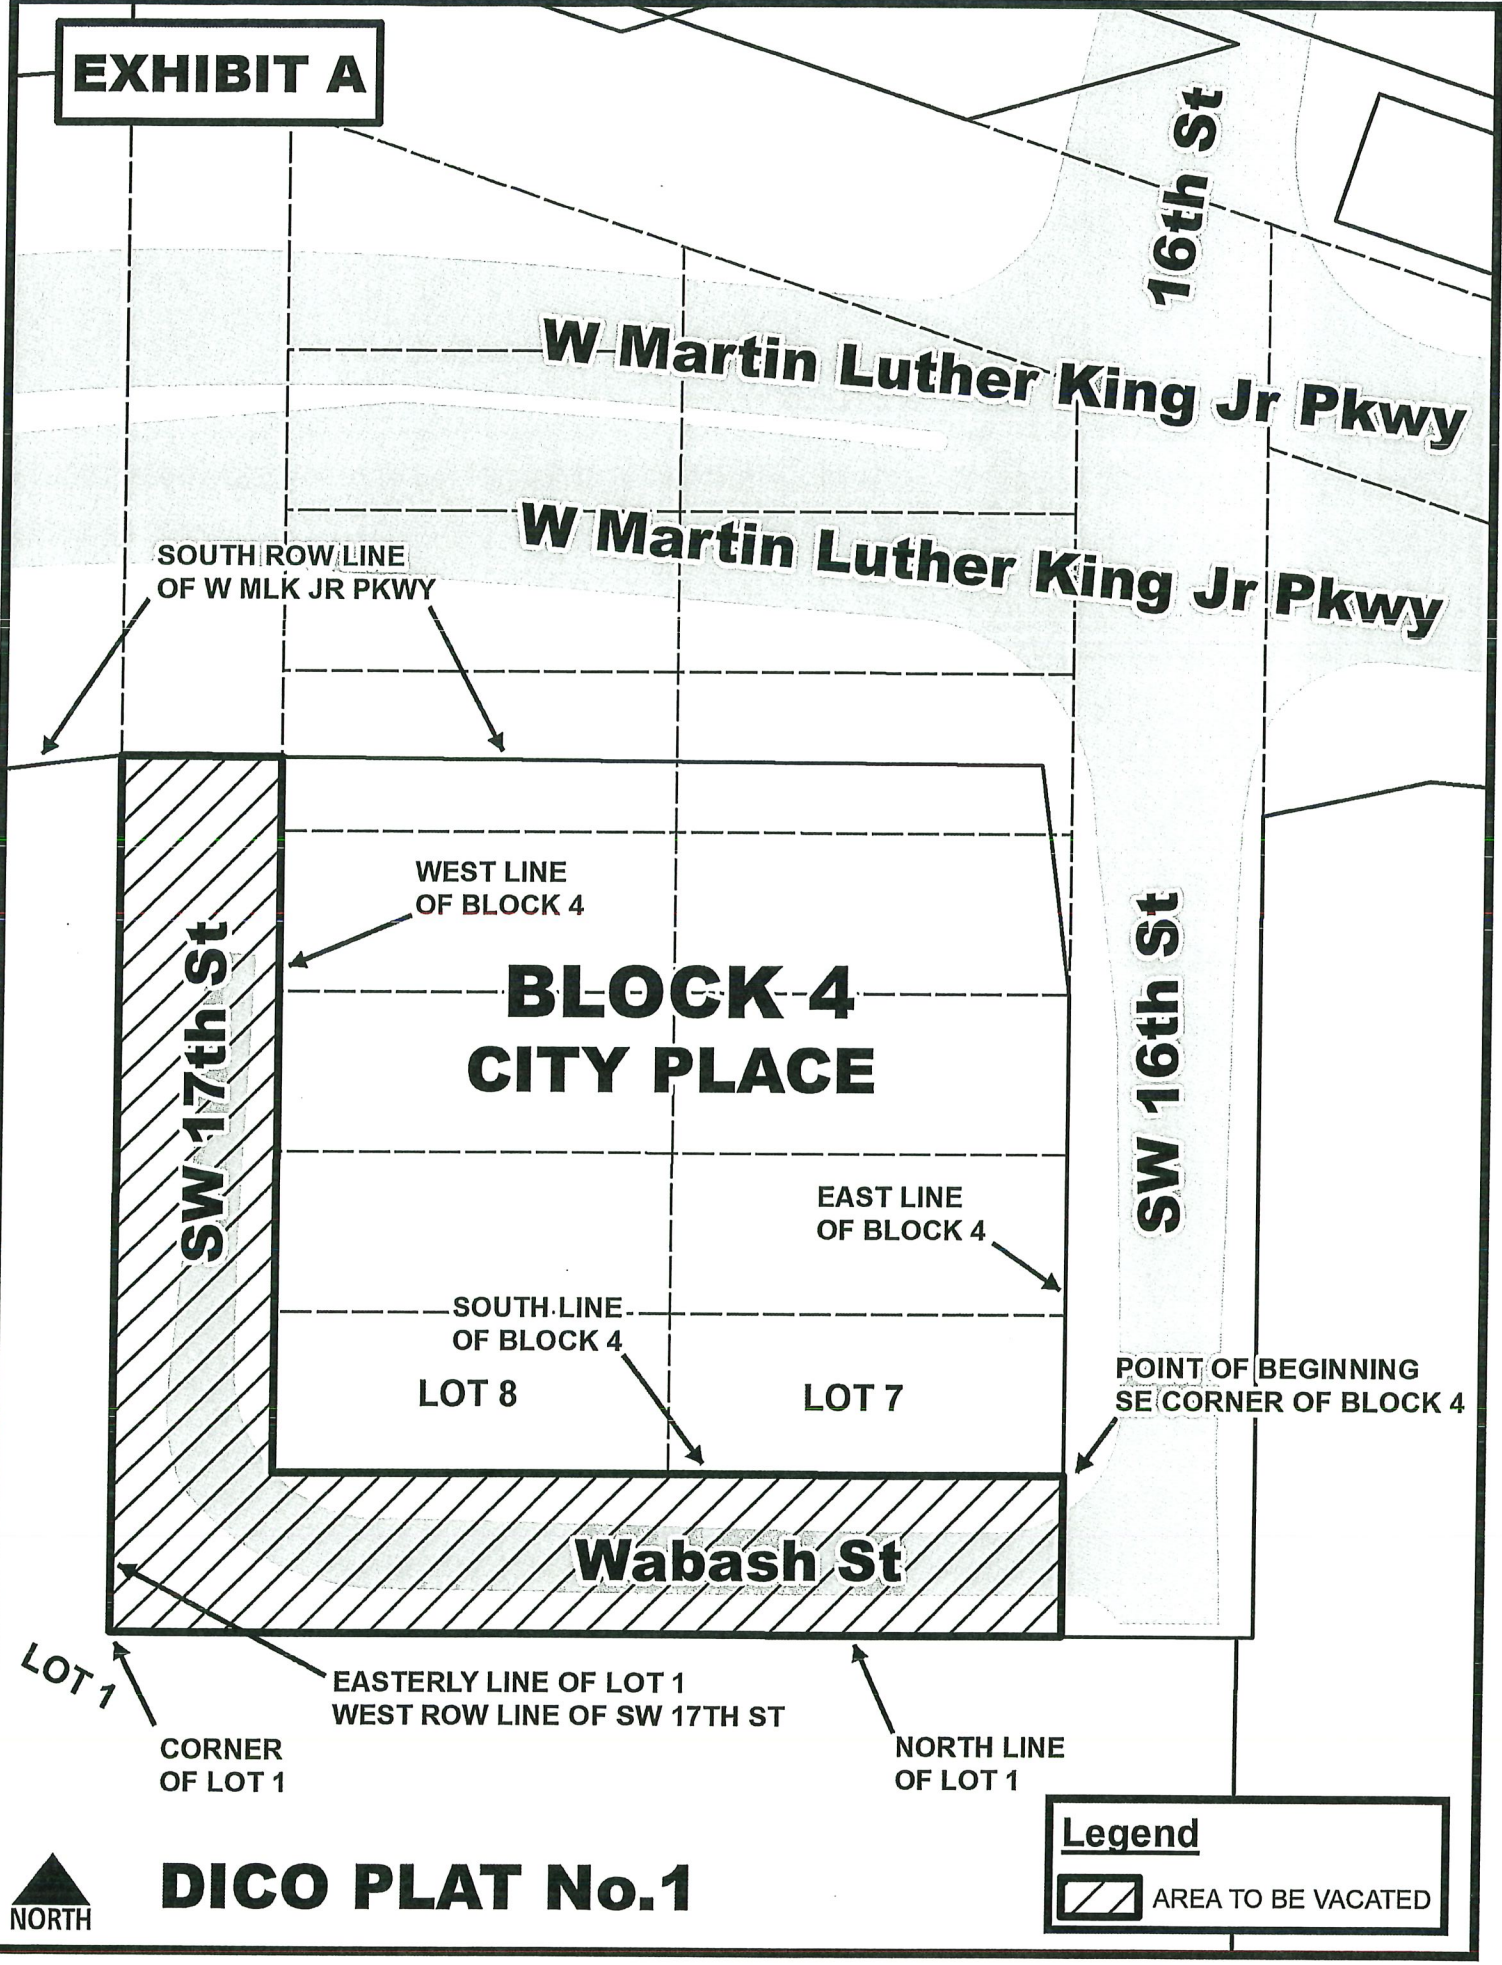 EXHIBIT A
16th St
W Martin Luther King Jr Pkwy
W Martin Luther King Jr Pkwy
SOUTH ROW LINE
OF W MLK JR PKWY
WEST LINE
OF BLOCK 4
SW 17th St
BLOCK 4
CITY PLACE
SW 16th St
EAST LINE
OF BLOCK 4
SOUTH LINE
OF BLOCK 4
POINT OF BEGINNING
SE CORNER OF BLOCK 4
LOT 8
LOT 7
Wabash St
LOT 1
EASTERLY LINE OF LOT 1
WEST ROW LINE OF SW 17TH ST
CORNER
OF LOT 1
NORTH LINE
OF LOT 1
Legend
AREA TO BE VACATED
NORTH
DICO PLAT No.1